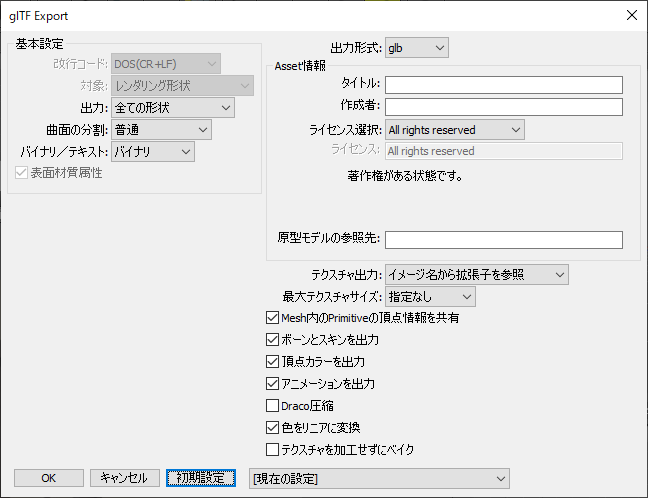 glTF Export
基本設定
改行コード: DOS(CR+LF)
対象: レンダリング形状
出力: 全ての形状
曲面の分割: 普通
バイナリ／テキスト: バイナリ
表面材質属性
出力形式: glb
Asset情報
タイトル:
作成者:
ライセンス選択: All rights reserved
ライセンス: All rights reserved
著作権がある状態です。
原型モデルの参照先:
テクスチャ出力: イメージ名から拡張子を参照
最大テクスチャサイズ: 指定なし
Mesh内のPrimitiveの頂点情報を共有
ボーンとスキンを出力
頂点カラーを出力
アニメーションを出力
Draco圧縮
色をリニアに変換
テクスチャを加工せずにベイク
OK キャンセル 初期設定 [現在の設定]